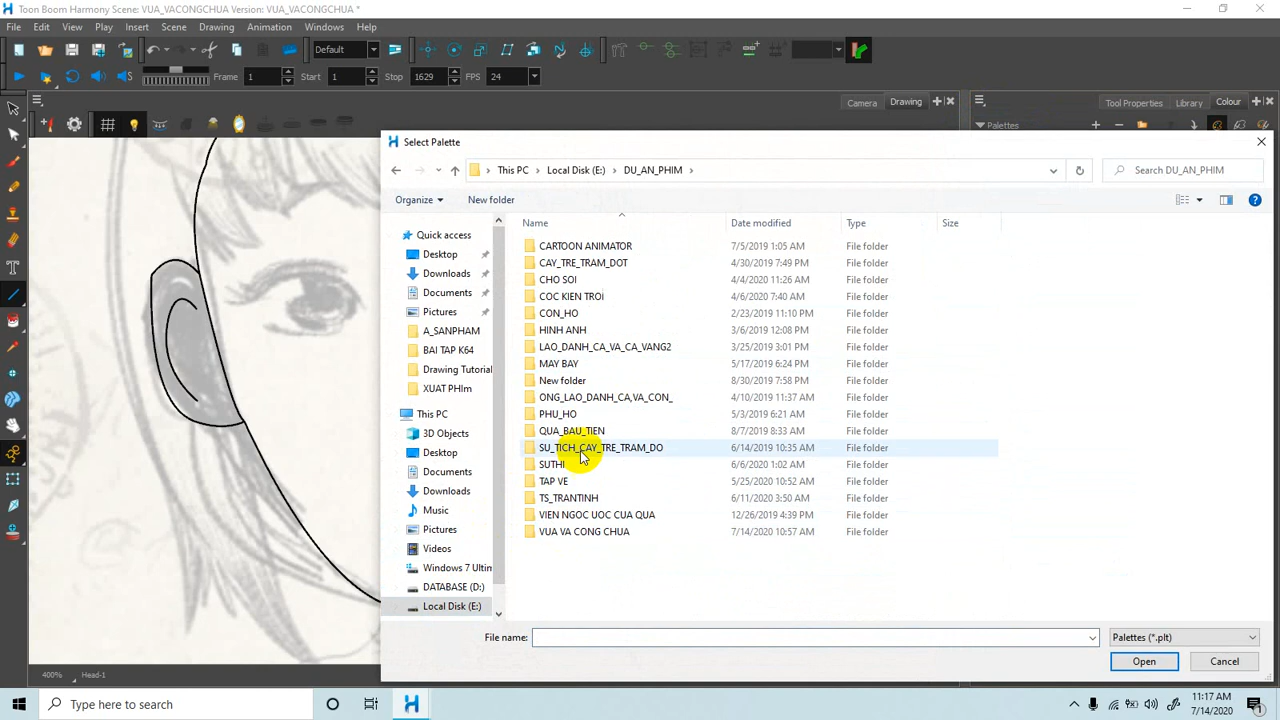 Toon Boom Harmony Scene: VUA_VACONGCHUA Version: VUA_VACONGCHUA *
File Edit View Play Insert Scene Drawing Animation Windows Help
Default
Frame 1 Start 1 Stop 1629 FPS 24
Camera Drawing Tool Properties Library Colour
Palettes
Select Palette
This PC Local Disk (E:) DU_AN_PHIM Search DU_AN_PHIM
Organize New folder
Name Date modified Type Size
Quick access
Desktop
Downloads
Documents
Pictures
A_SANPHAM
BAI TAP K64
Drawing Tutorial
XUAT PHIm
This PC
3D Objects
Desktop
Documents
Downloads
Music
Pictures
Videos
Windows 7 Ultim
DATABASE (D:)
Local Disk (E:)
CARTOON ANIMATOR 7/5/2019 1:05 AM File folder
CAY_TRE_TRAM_DOT 4/30/2019 7:49 PM File folder
CHO SOI 4/4/2020 11:26 AM File folder
COC KIEN TROI 4/6/2020 7:40 AM File folder
CON_HO 2/23/2019 11:10 PM File folder
HINH ANH 3/6/2019 12:08 PM File folder
LAO_DANH_CA_VA_CA_VANG2 3/25/2019 3:01 PM File folder
MAY BAY 5/17/2019 6:24 PM File folder
New folder 8/30/2019 7:58 PM File folder
ONG_LAO_DANH_CA,VA_CON_ 4/10/2019 11:37 AM File folder
PHU_HO 5/3/2019 6:21 AM File folder
QUA_BAU_TIEN 8/7/2019 8:33 AM File folder
SU_TICH_CAY_TRE_TRAM_DO 6/14/2019 10:35 AM File folder
SUTHI 6/6/2020 1:02 AM File folder
TAP VE 5/25/2020 10:52 AM File folder
TS_TRANTINH 6/11/2020 3:50 AM File folder
VIEN NGOC UOC CUA QUA 12/26/2019 4:39 PM File folder
VUA VA CONG CHUA 7/14/2020 10:57 AM File folder
File name: Palettes (*.plt)
Open Cancel
400% Head-1
Type here to search
11:17 AM
7/14/2020
1